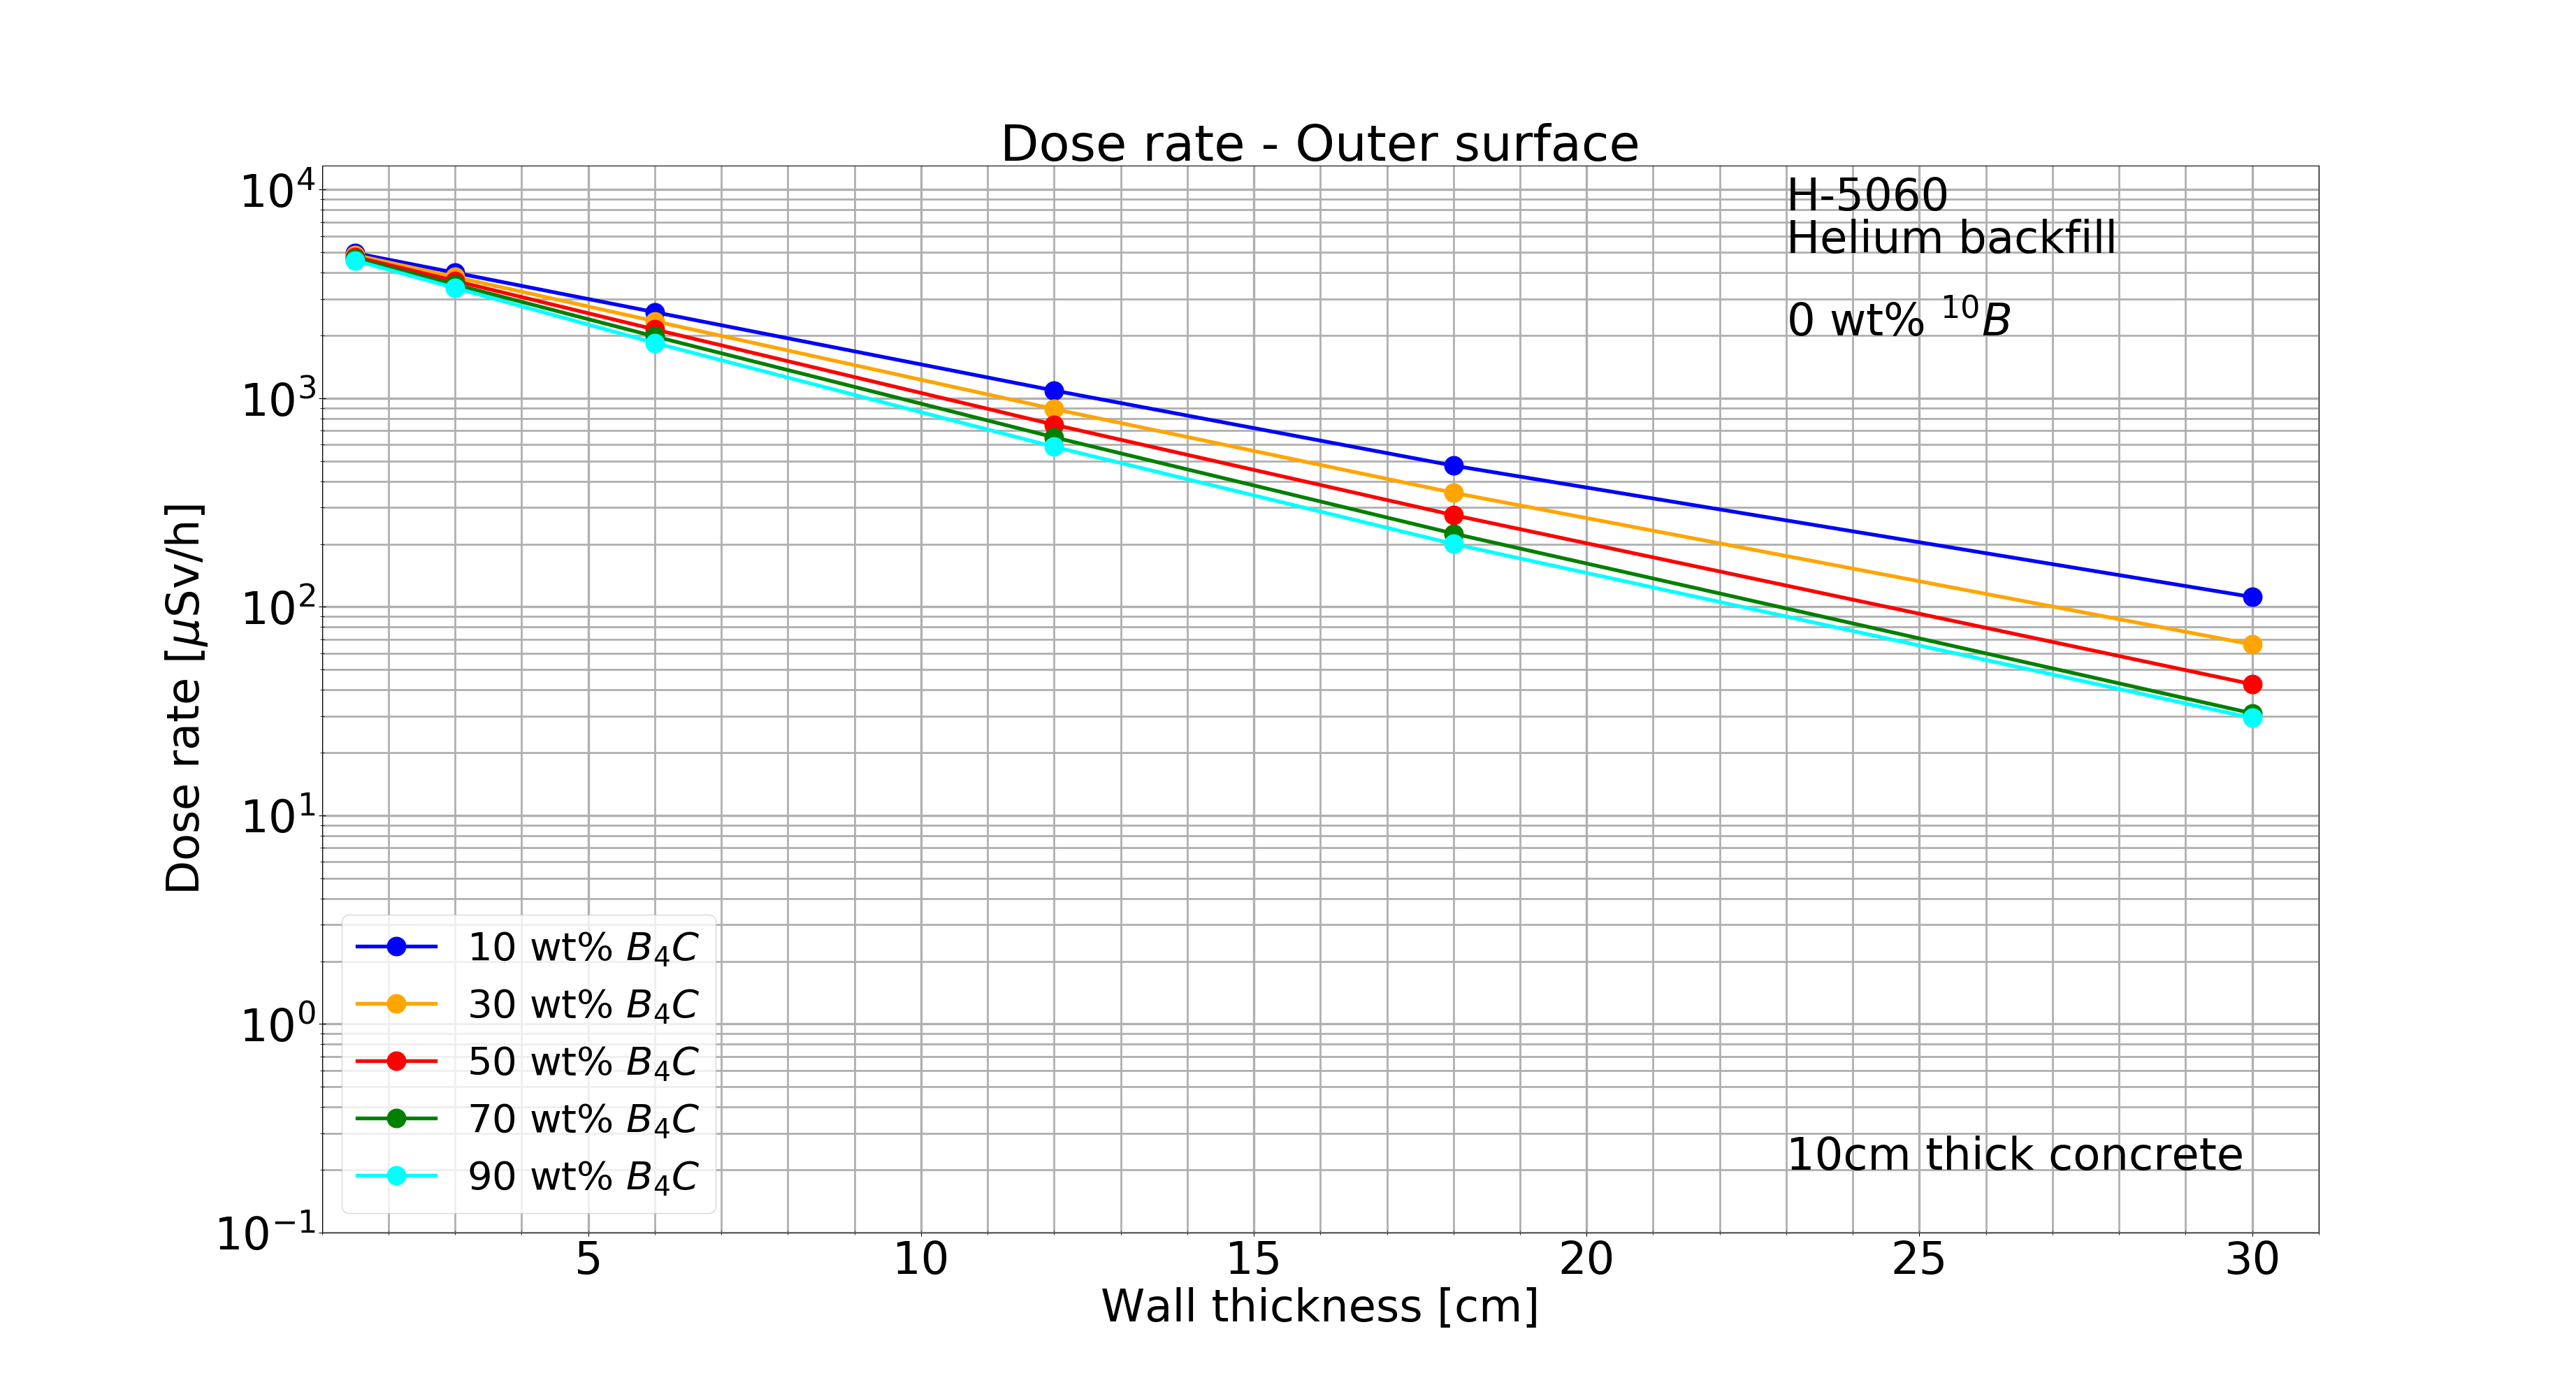 Dose rate - Outer surface
H-5060
Helium backfill
0 wt% ¹⁰B
10⁴
10³
10²
10¹
10⁰
10⁻¹
Dose rate [μSv/h]
10 wt% B₄C
30 wt% B₄C
50 wt% B₄C
70 wt% B₄C
90 wt% B₄C
10cm thick concrete
5 10 15 20 25 30
Wall thickness [cm]